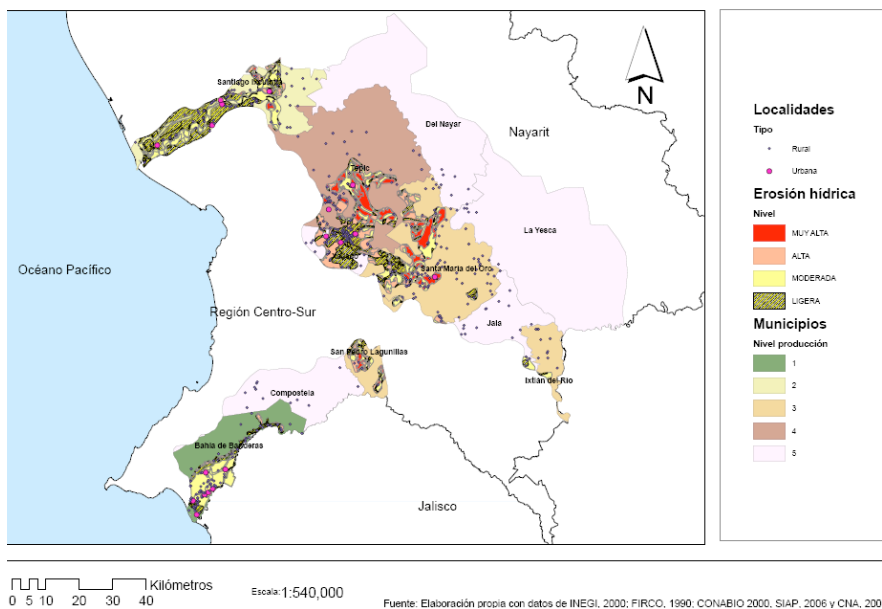 Santiago Ixcuintla
Del Nayar
Nayarit
N
Tepic
La Yesca
Océano Pacífico
Santa María del Oro
Región Centro-Sur
Jala
San Pedro Lagunillas
Ixtlán del Río
Compostela
Bahía de Banderas
Jalisco
Localidades
Tipo
Rural
Urbana
Erosión hídrica
Nivel
MUY ALTA
ALTA
MODERADA
LIGERA
Municipios
Nivel producción
1
2
3
4
5
Kilómetros
0 5 10 20 30 40
Escala: 1:540,000
Fuente: Elaboración propia con datos de INEGI, 2000; FIRCO, 1990; CONABIO 2000, SIAP, 2006 y CNA, 200